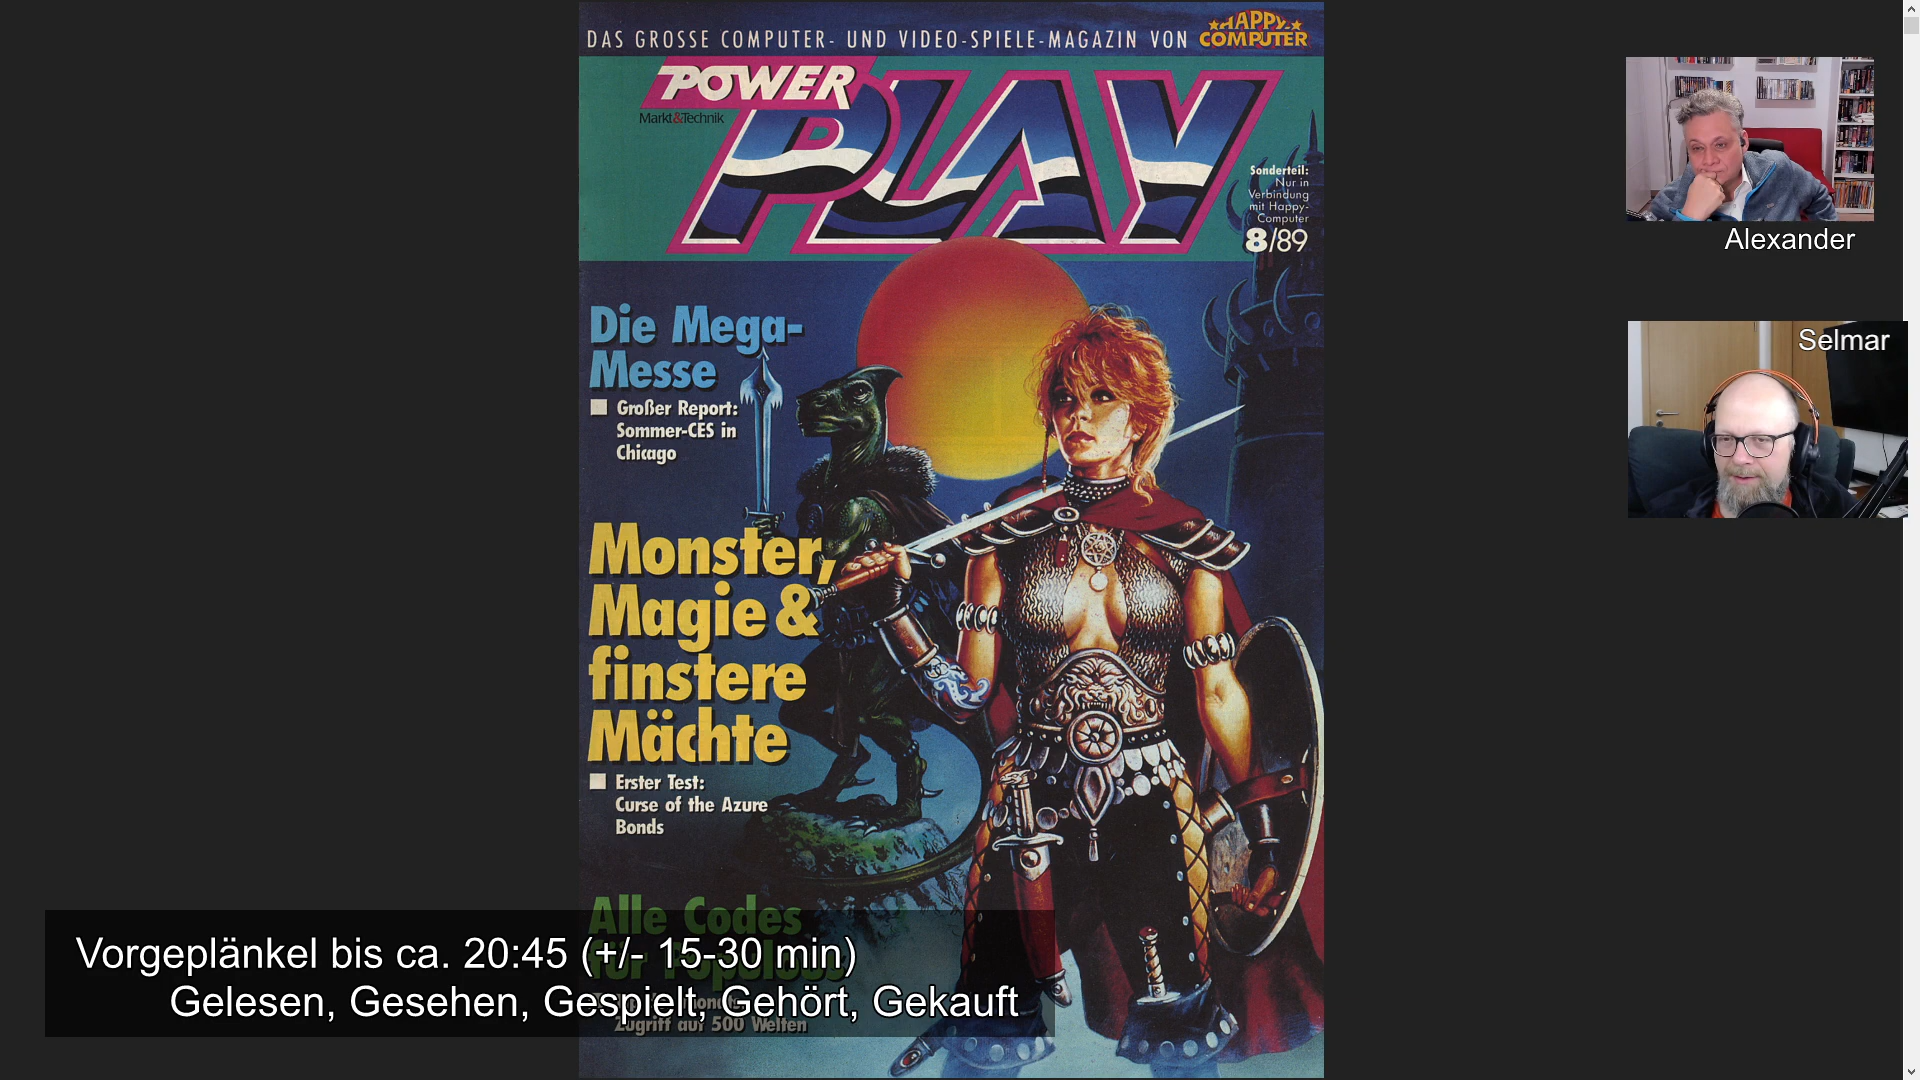 DAS GROSSE COMPUTER- UND VIDEO-SPIELE-MAGAZIN VON
HAPPY
COMPUTER
POWER
PLAY
Markt&Technik
Sonderteil:
Nur in
Verbindung
mit Happy-
Computer
8/89
Alexander
Selmar
Die Mega-
Messe
Großer Report:
Sommer-CES in
Chicago
Monster,
Magie &
finstere
Mächte
Erster Test:
Curse of the Azure
Bonds
Alle Codes
für Populous
Zugriff auf 500 Welten
Vorgeplänkel bis ca. 20:45 (+/- 15-30 min)
Gelesen, Gesehen, Gespielt, Gehört, Gekauft